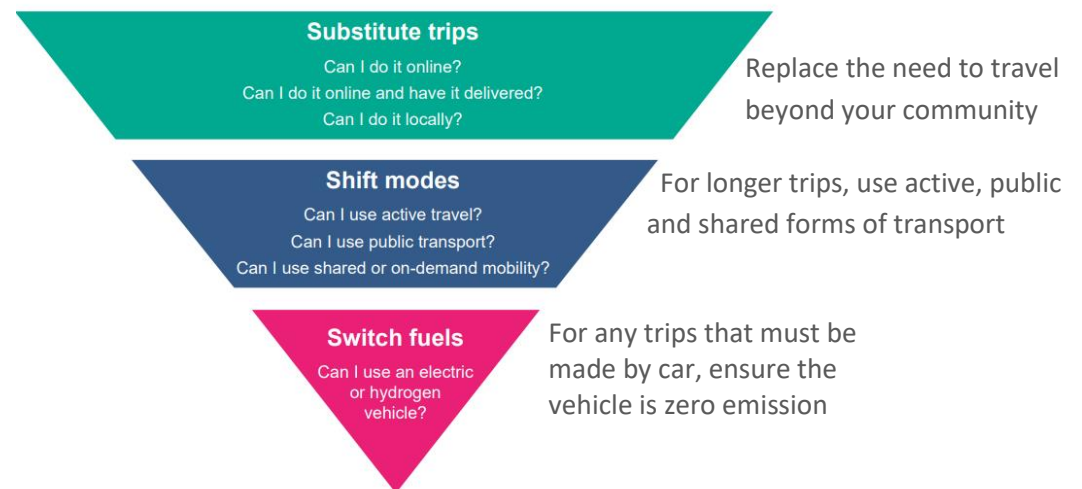 Substitute trips
Can I do it online?
Can I do it online and have it delivered?
Can I do it locally?
Replace the need to travel
beyond your community
Shift modes
Can I use active travel?
Can I use public transport?
Can I use shared or on-demand mobility?
For longer trips, use active, public
and shared forms of transport
Switch fuels
Can I use an electric
or hydrogen
vehicle?
For any trips that must be
made by car, ensure the
vehicle is zero emission